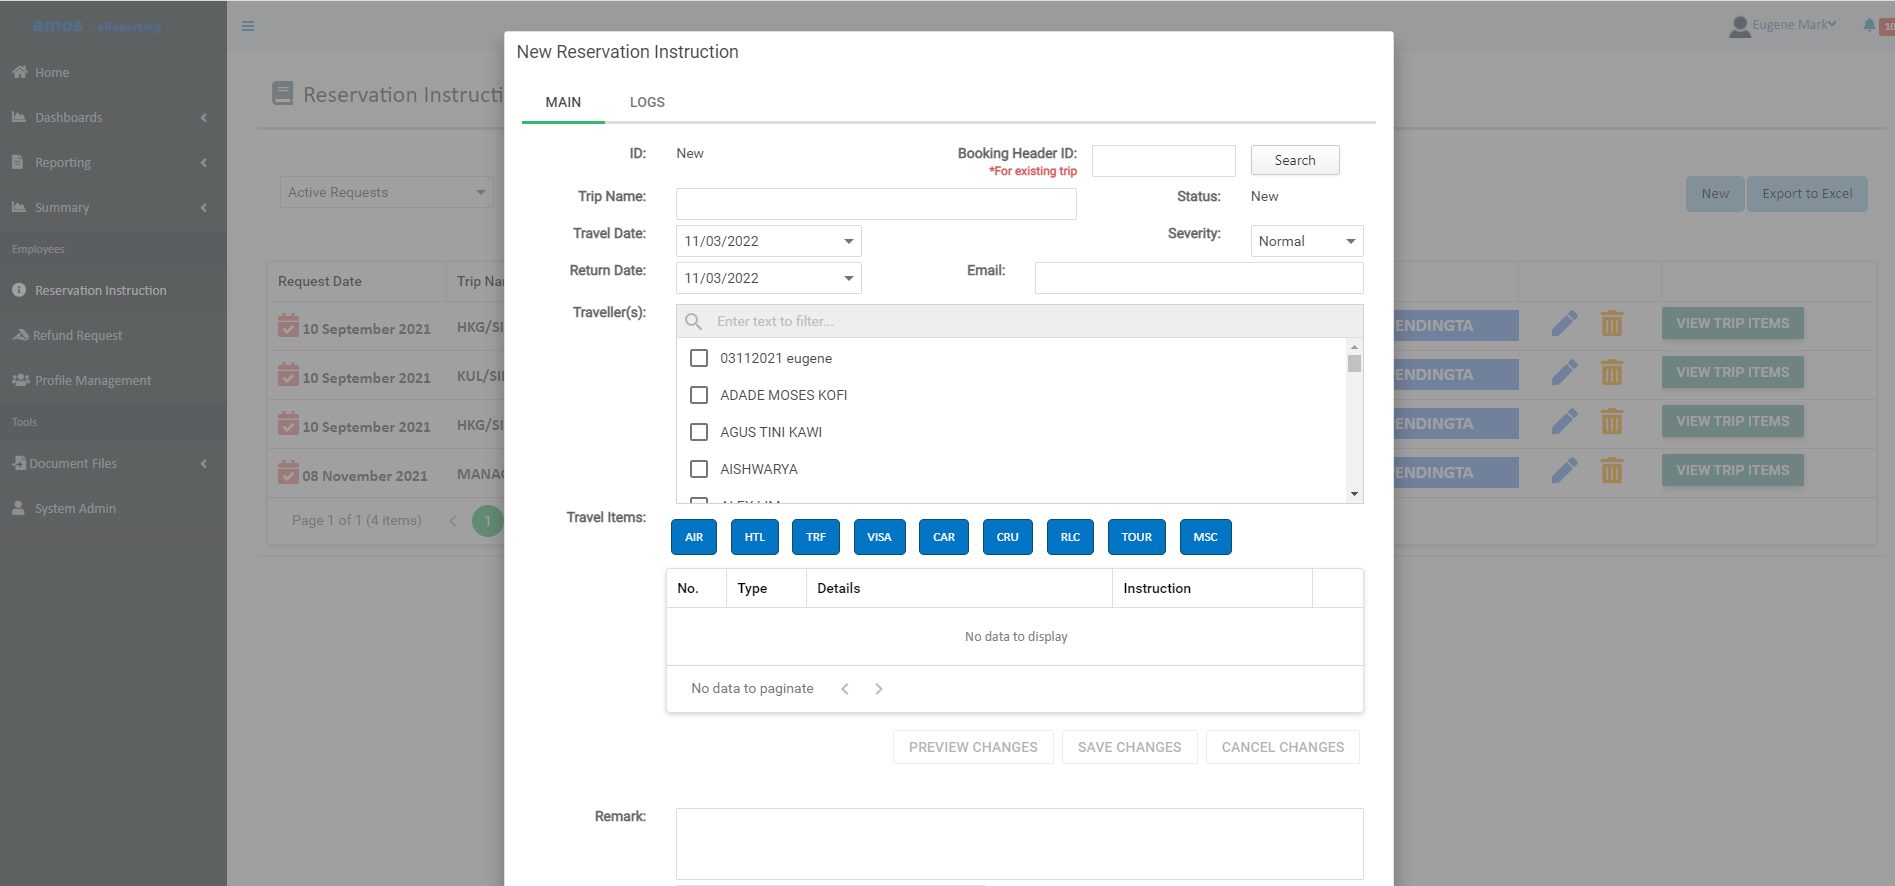 amos - eReporting
Eugene Mark
10
Home
Dashboards
Reporting
Summary
Employees
Reservation Instruction
Refund Request
Profile Management
Tools
Document Files
System Admin
Reservation Instructi
Active Requests
New
Export to Excel
Request Date
Trip Na
10 September 2021
HKG/SI
ENDINGTA
VIEW TRIP ITEMS
10 September 2021
KUL/SI
ENDINGTA
VIEW TRIP ITEMS
10 September 2021
HKG/SI
ENDINGTA
VIEW TRIP ITEMS
08 November 2021
MANA
ENDINGTA
VIEW TRIP ITEMS
Page 1 of 1 (4 items)
1
New Reservation Instruction
MAIN
LOGS
ID:
New
Booking Header ID:
*For existing trip
Search
Trip Name:
Status:
New
Travel Date:
11/03/2022
Severity:
Normal
Return Date:
11/03/2022
Email:
Traveller(s):
Enter text to filter...
03112021 eugene
ADADE MOSES KOFI
AGUS TINI KAWI
AISHWARYA
Travel Items:
AIR
HTL
TRF
VISA
CAR
CRU
RLC
TOUR
MSC
No.
Type
Details
Instruction
No data to display
No data to paginate
PREVIEW CHANGES
SAVE CHANGES
CANCEL CHANGES
Remark: